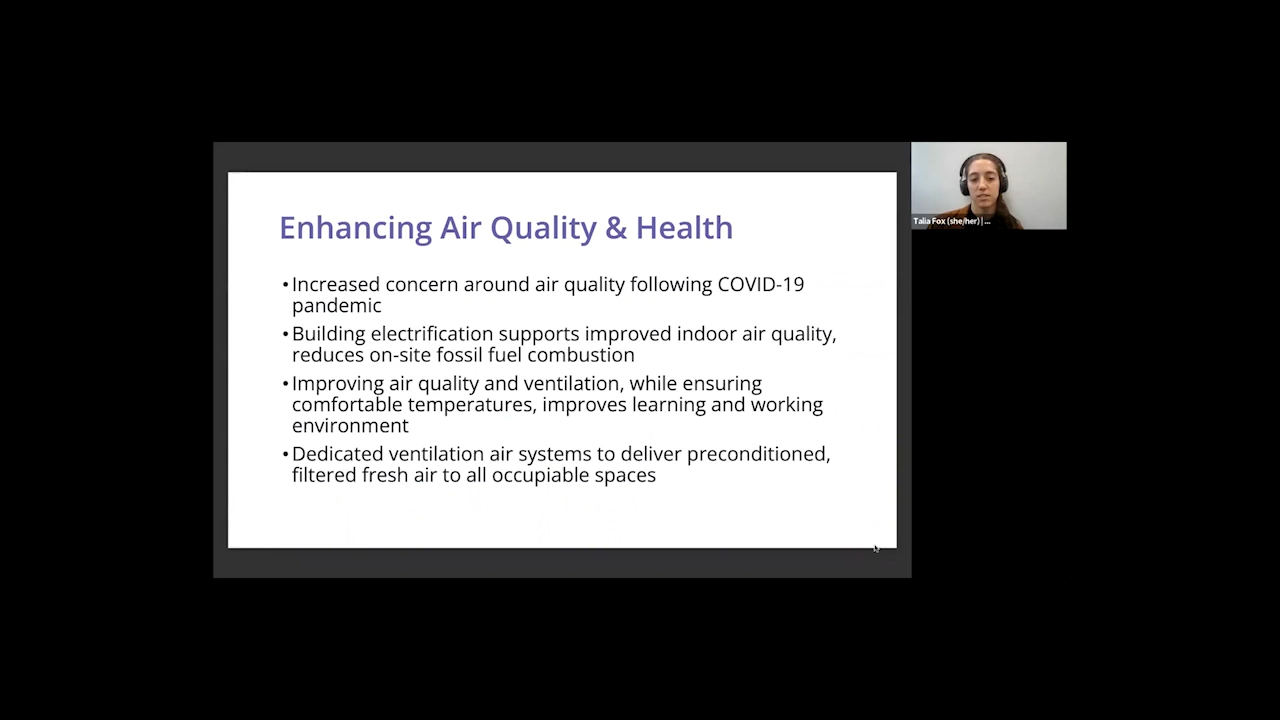 Enhancing Air Quality & Health
•Increased concern around air quality following COVID-19
pandemic
•Building electrification supports improved indoor air quality,
reduces on-site fossil fuel combustion
•Improving air quality and ventilation, while ensuring
comfortable temperatures, improves learning and working
environment
•Dedicated ventilation air systems to deliver preconditioned,
filtered fresh air to all occupiable spaces
Talia Fox (she/her) | ...